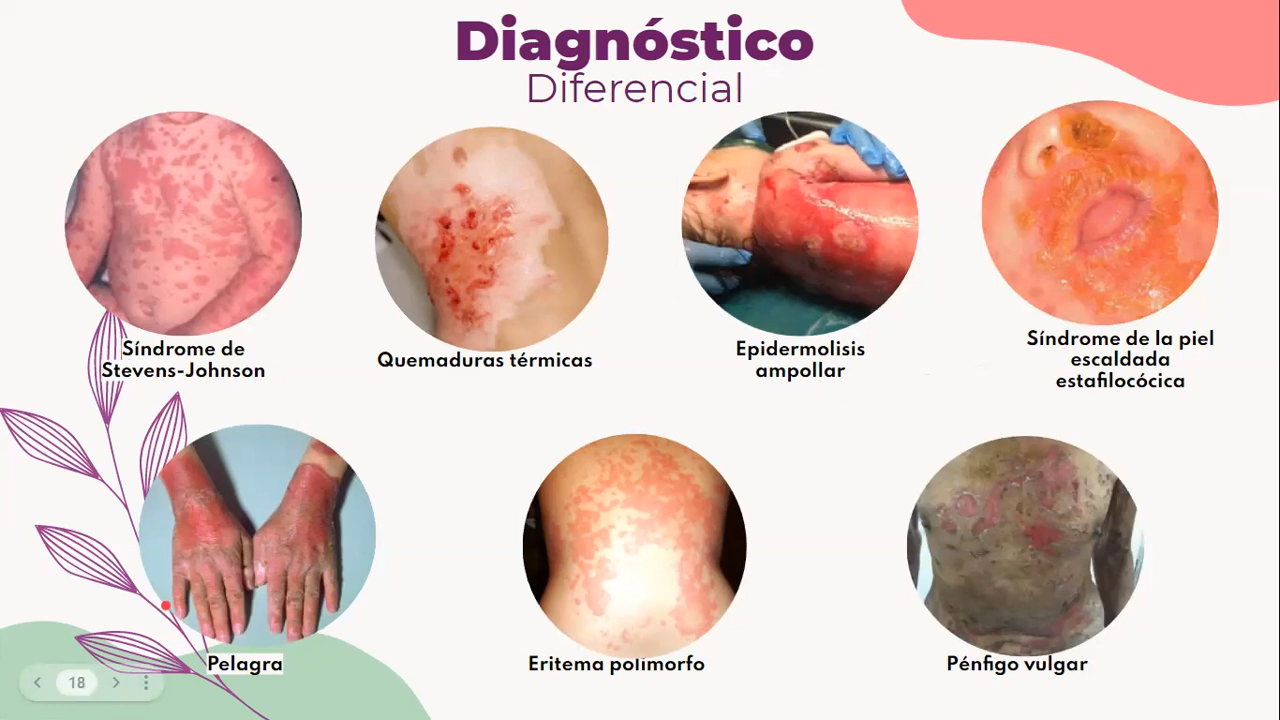 Diagnóstico
Diferencial
Síndrome de
Stevens-Johnson
Quemaduras térmicas
Epidermolisis
ampollar
Síndrome de la piel
escaldada
estafilocócica
Pelagra
Eritema polimorfo
Pénfigo vulgar
18